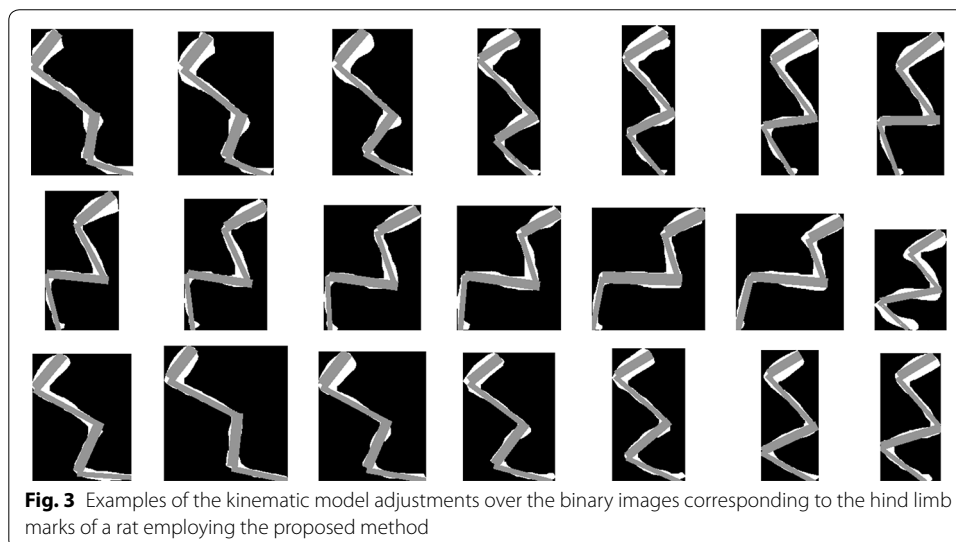 Fig. 3 Examples of the kinematic model adjustments over the binary images corresponding to the hind limb
marks of a rat employing the proposed method